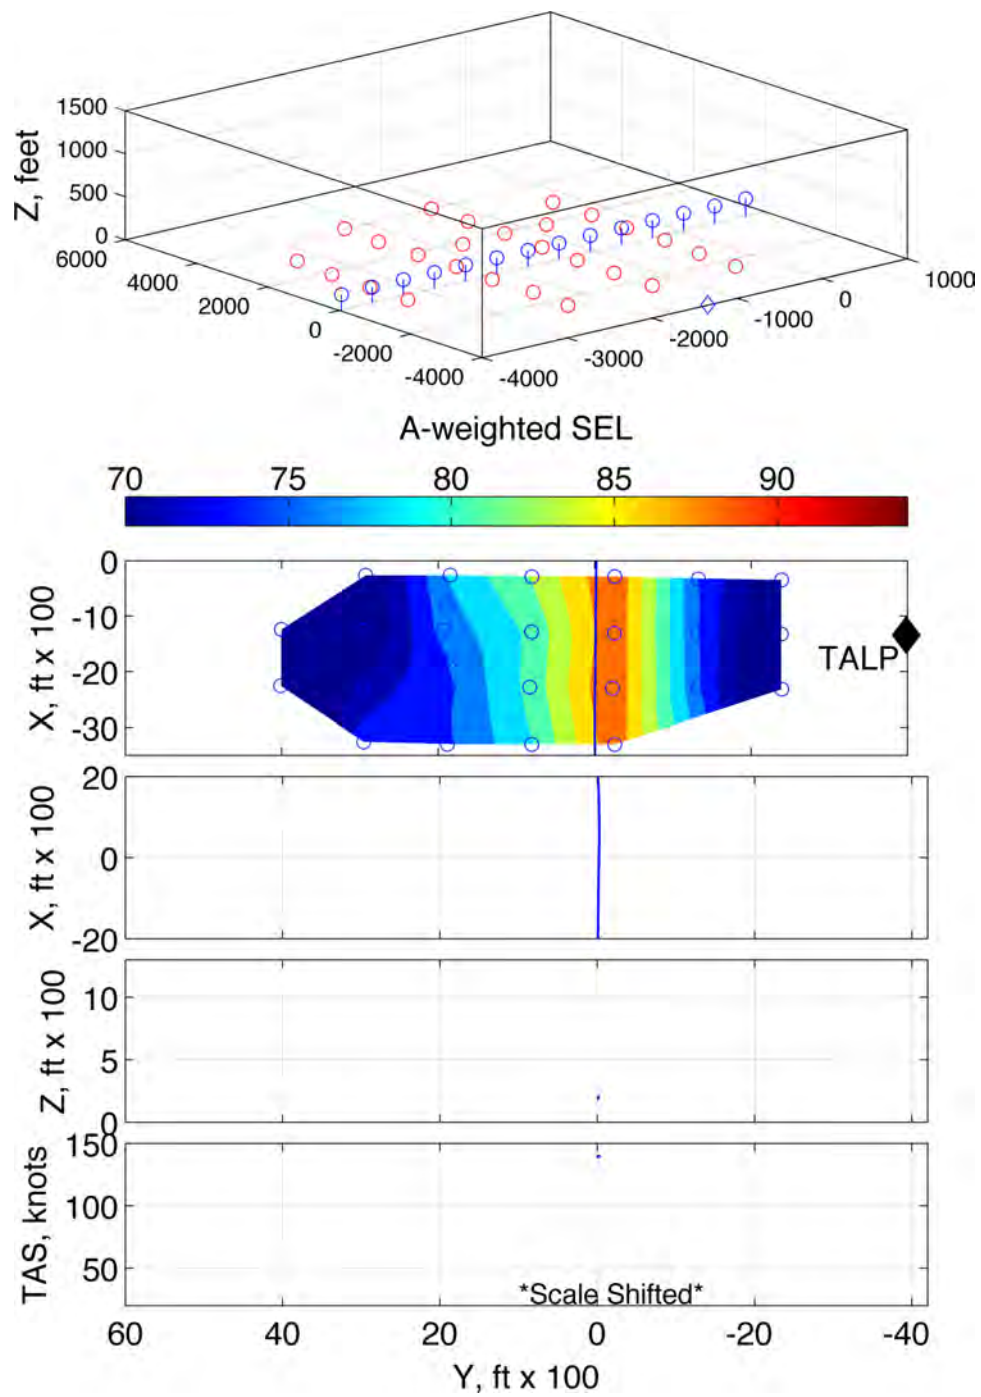 1500
1000
500
0
Z, feet
6000
4000
2000
0
-2000
-4000
-4000
-3000
-2000
-1000
0
1000
A-weighted SEL
70 75 80 85 90
0
-10
-20
-30
X, ft x 100
TALP
20
0
-20
X, ft x 100
10
5
0
Z, ft x 100
150
100
50
TAS, knots
*Scale Shifted*
60 40 20 0 -20 -40
Y, ft x 100